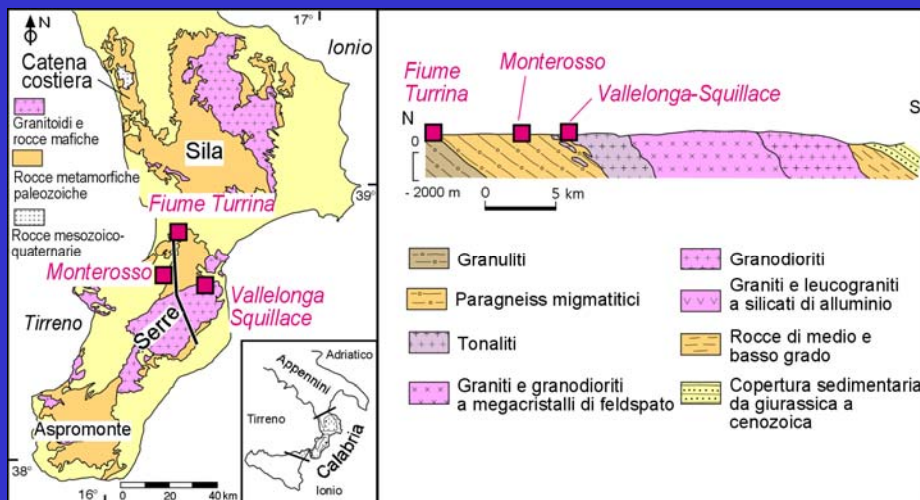 N
17°
Ionio
Catena
costiera
Granitoidi e
rocce mafiche
Rocce metamorfiche
paleozoiche
Rocce mesozoico-
quaternarie
Sila
39°
Fiume Turrina
Monterosso
Vallelonga
Squillace
Tirreno
Serre
Aspromonte
38°
16°
0 20 40 km
Adriatico
Appennini
Tirreno
Calabria
Ionio
Fiume
Turrina
Monterosso
Vallelonga-Squillace
N
S
0
- 2000 m
0 5 km
Granuliti
Paragneiss migmatitici
Tonaliti
Graniti e granodioriti
a megacristalli di feldspato
Granodioriti
Graniti e leucograniti
a silicati di alluminio
Rocce di medio e
basso grado
Copertura sedimentaria
da giurassica a
cenozoica